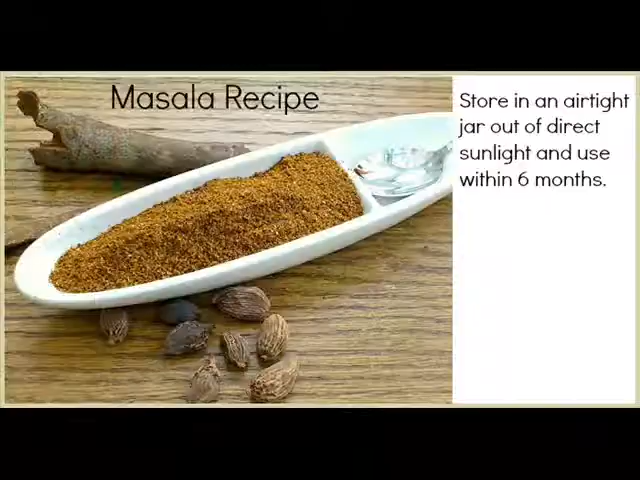 Masala Recipe
Store in an airtight
jar out of direct
sunlight and use
within 6 months.